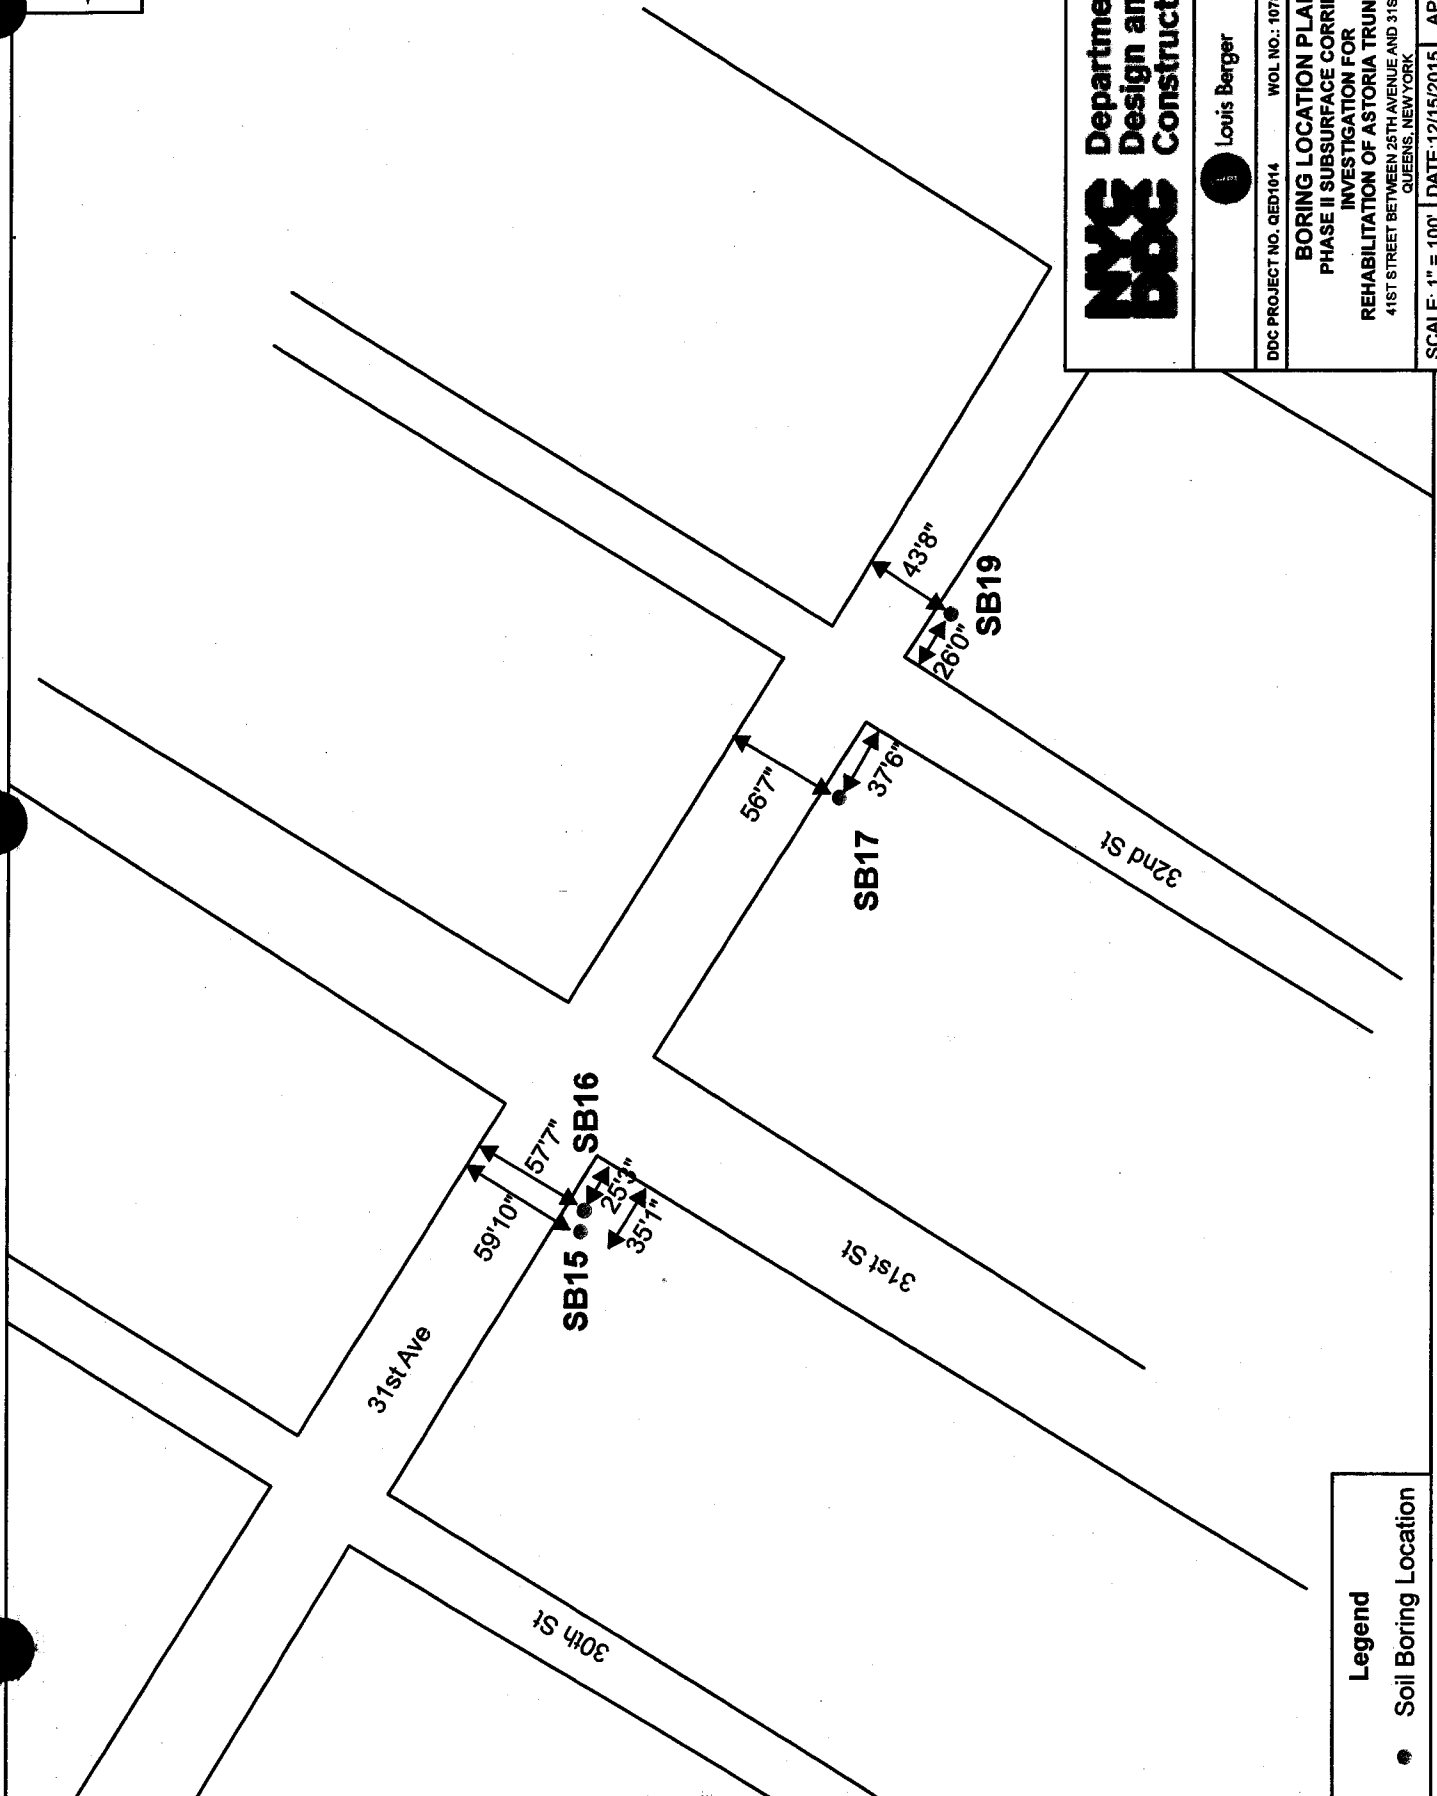 NYC
DDC
Departme
Design an
Construct
Louis Berger
DDC PROJECT NO. QED1014 WOL NO.: 107
BORING LOCATION PLA
PHASE II SUBSURFACE CORRI
INVESTIGATION FOR
REHABILITATION OF ASTORIA TRUN
41ST STREET BETWEEN 25TH AVENUE AND 31S
QUEENS, NEW YORK
SCALE: 1" = 100' DATE:12/15/2015 AP
43'8"
SB19
26'0"
56'7"
37'6"
SB17
32nd St
57'7"
SB16
59'10"
25'3"
35'1"
SB15
31st St
31st Ave
30th St
Legend
Soil Boring Location